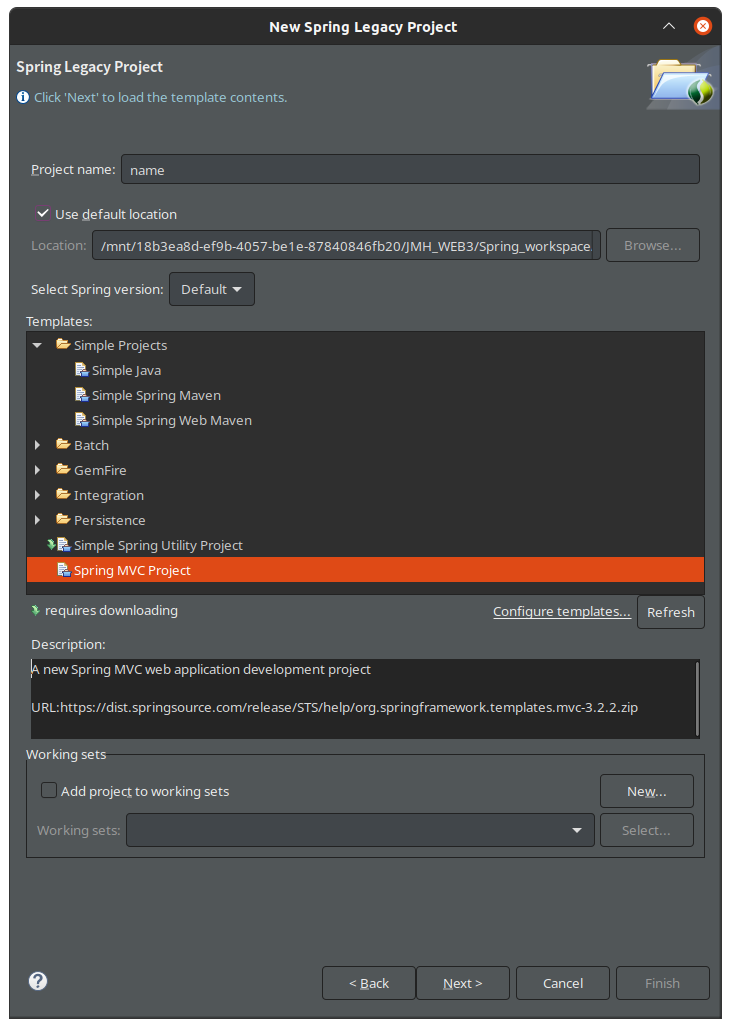 New Spring Legacy Project
Spring Legacy Project
Click 'Next' to load the template contents.
Project name: name
Use default location
Location: /mnt/18b3ea8d-ef9b-4057-be1e-87840846fb20/JMH_WEB3/Spring_workspace Browse...
Select Spring version: Default
Templates:
Simple Projects
Simple Java
Simple Spring Maven
Simple Spring Web Maven
Batch
GemFire
Integration
Persistence
Simple Spring Utility Project
Spring MVC Project
requires downloading Configure templates... Refresh
Description:
A new Spring MVC web application development project
URL:https://dist.springsource.com/release/STS/help/org.springframework.templates.mvc-3.2.2.zip
Working sets
Add project to working sets New...
Working sets: Select...
? < Back Next > Cancel Finish